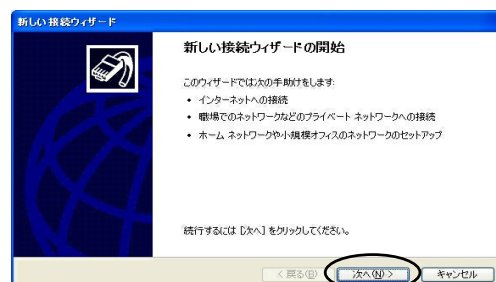 新しい接続ウィザード
新しい接続ウィザードの開始
このウィザードでは次の手助けをします:
• インターネットへの接続
• 職場でのネットワークなどのプライベート ネットワークへの接続
• ホーム ネットワークや小規模オフィスのネットワークのセットアップ
続行するには [次へ] をクリックしてください。
< 戻る(B) 次へ(N) > キャンセル